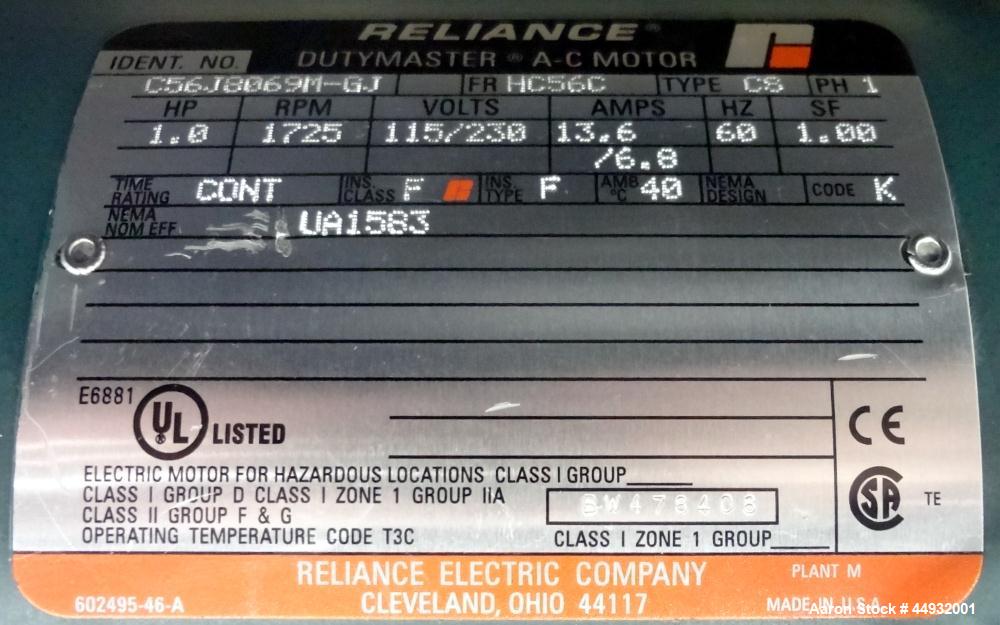 RELIANCE®
IDENT. NO. DUTYMASTER® A-C MOTOR
C56J8069M-GJ FR HC56C TYPE CS PH 1
HP RPM VOLTS AMPS HZ SF
1.0 1725 115/230 13.6 60 1.00
/6.8
TIME RATING CONT INS. CLASS F INS. TYPE F AMB °C 40 NEMA DESIGN CODE K
NEMA NOM EFF UA1583
E6881 UL LISTED
CE
ELECTRIC MOTOR FOR HAZARDOUS LOCATIONS CLASS I GROUP
CLASS I GROUP D CLASS I ZONE 1 GROUP IIA
CLASS II GROUP F & G
OPERATING TEMPERATURE CODE T3C CLASS I ZONE 1 GROUP
SA TE
RELIANCE ELECTRIC COMPANY PLANT M
602495-46-A CLEVELAND, OHIO 44117 MADE IN U.S.A.
Aaron Stock # 44932001